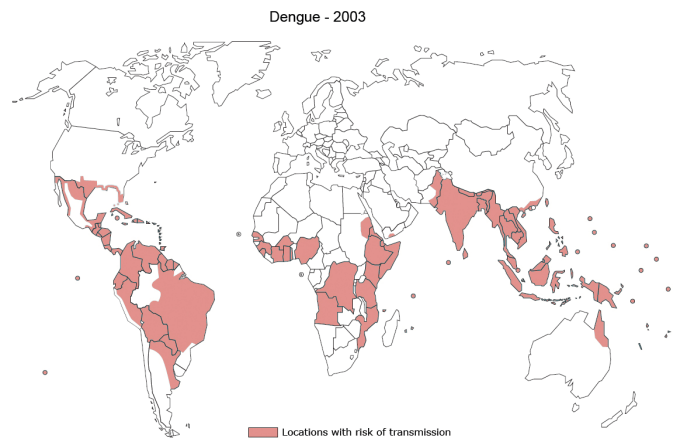 Dengue - 2003
Locations with risk of transmission